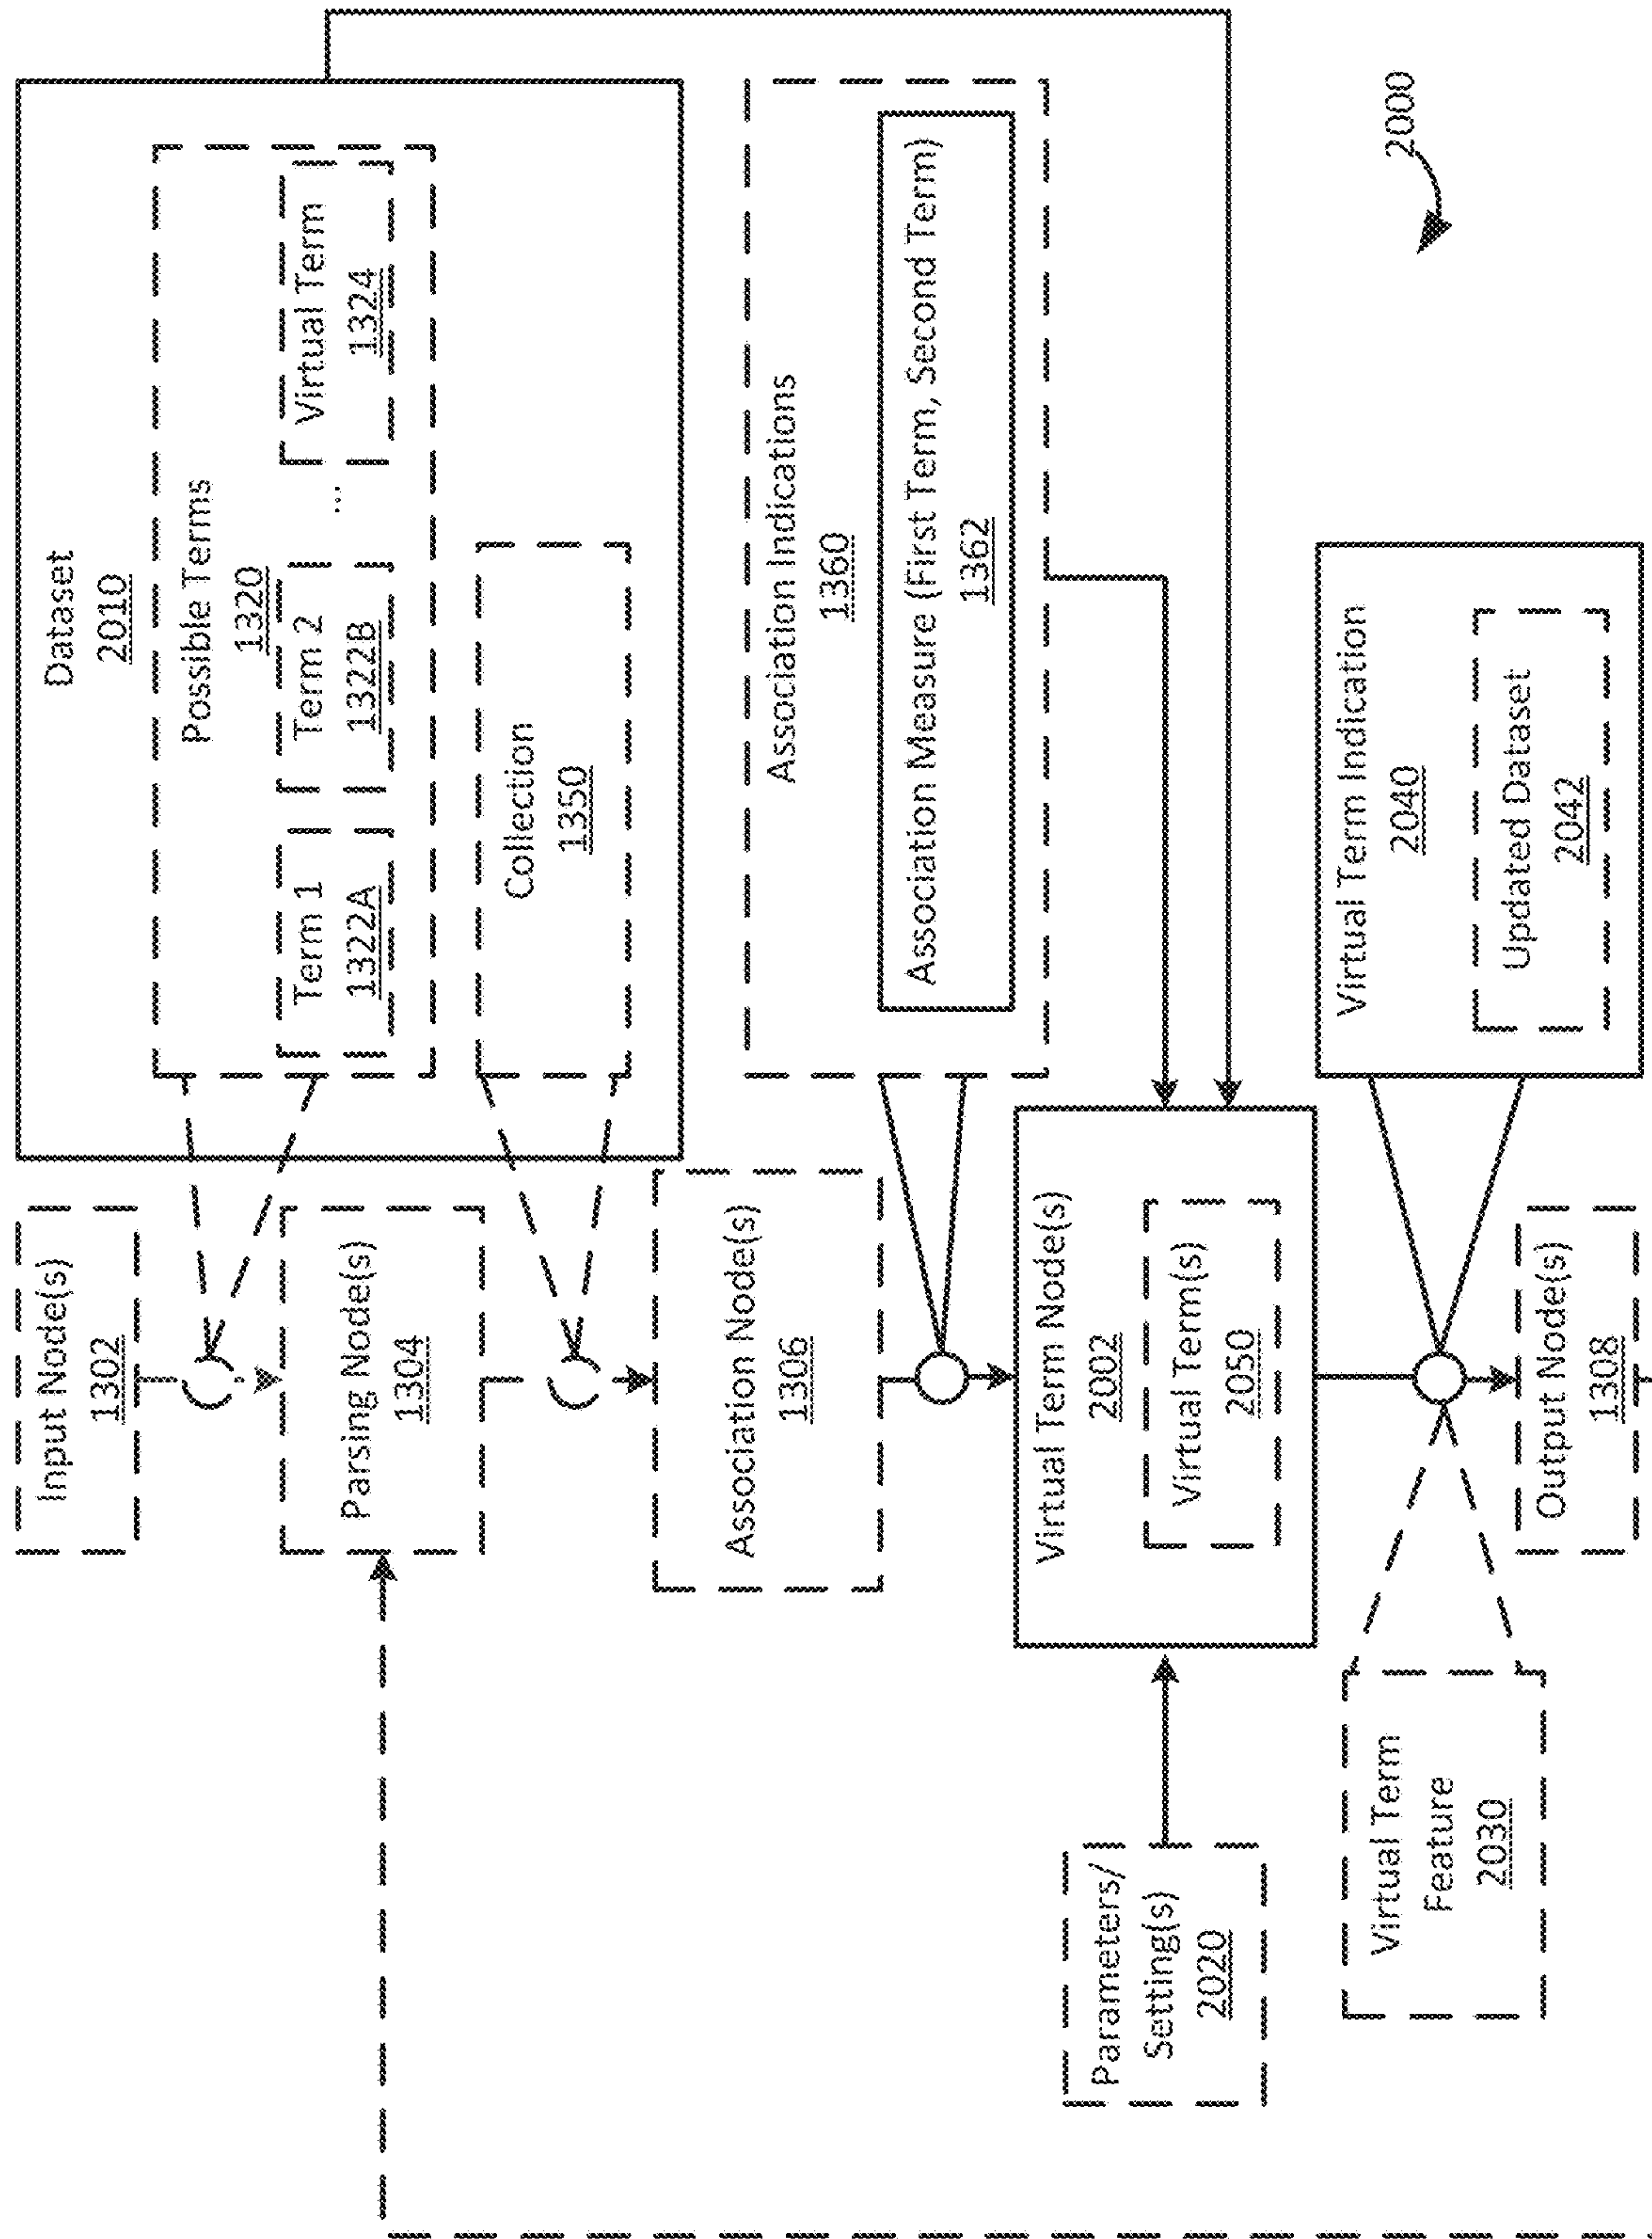 Input Node(s)
1302
Parsing Node(s)
1304
Association Node(s)
1306
Virtual Term Node(s)
2002
Virtual Term(s)
2050
Output Node(s)
1308
Dataset
2010
Possible Terms
1320
Term 1
1322A
Term 2
1322B
...
Virtual Term
1324
Collection
1350
Association Indications
1360
Association Measure (First Term, Second Term)
1362
Virtual Term Indication
2040
Updated Dataset
2042
Parameters/
Setting(s)
2020
Virtual Term
Feature
2030
2000